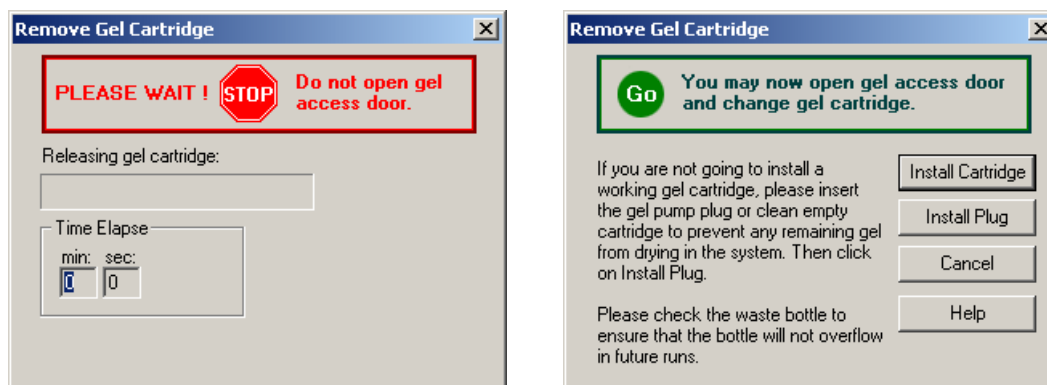 Remove Gel Cartridge
PLEASE WAIT !
STOP
Do not open gel
access door.
Releasing gel cartridge:
Time Elapse
min: sec:
0 0
Remove Gel Cartridge
Go
You may now open gel access door
and change gel cartridge.
If you are not going to install a
working gel cartridge, please insert
the gel pump plug or clean empty
cartridge to prevent any remaining gel
from drying in the system. Then click
on Install Plug.
Please check the waste bottle to
ensure that the bottle will not overflow
in future runs.
Install Cartridge
Install Plug
Cancel
Help